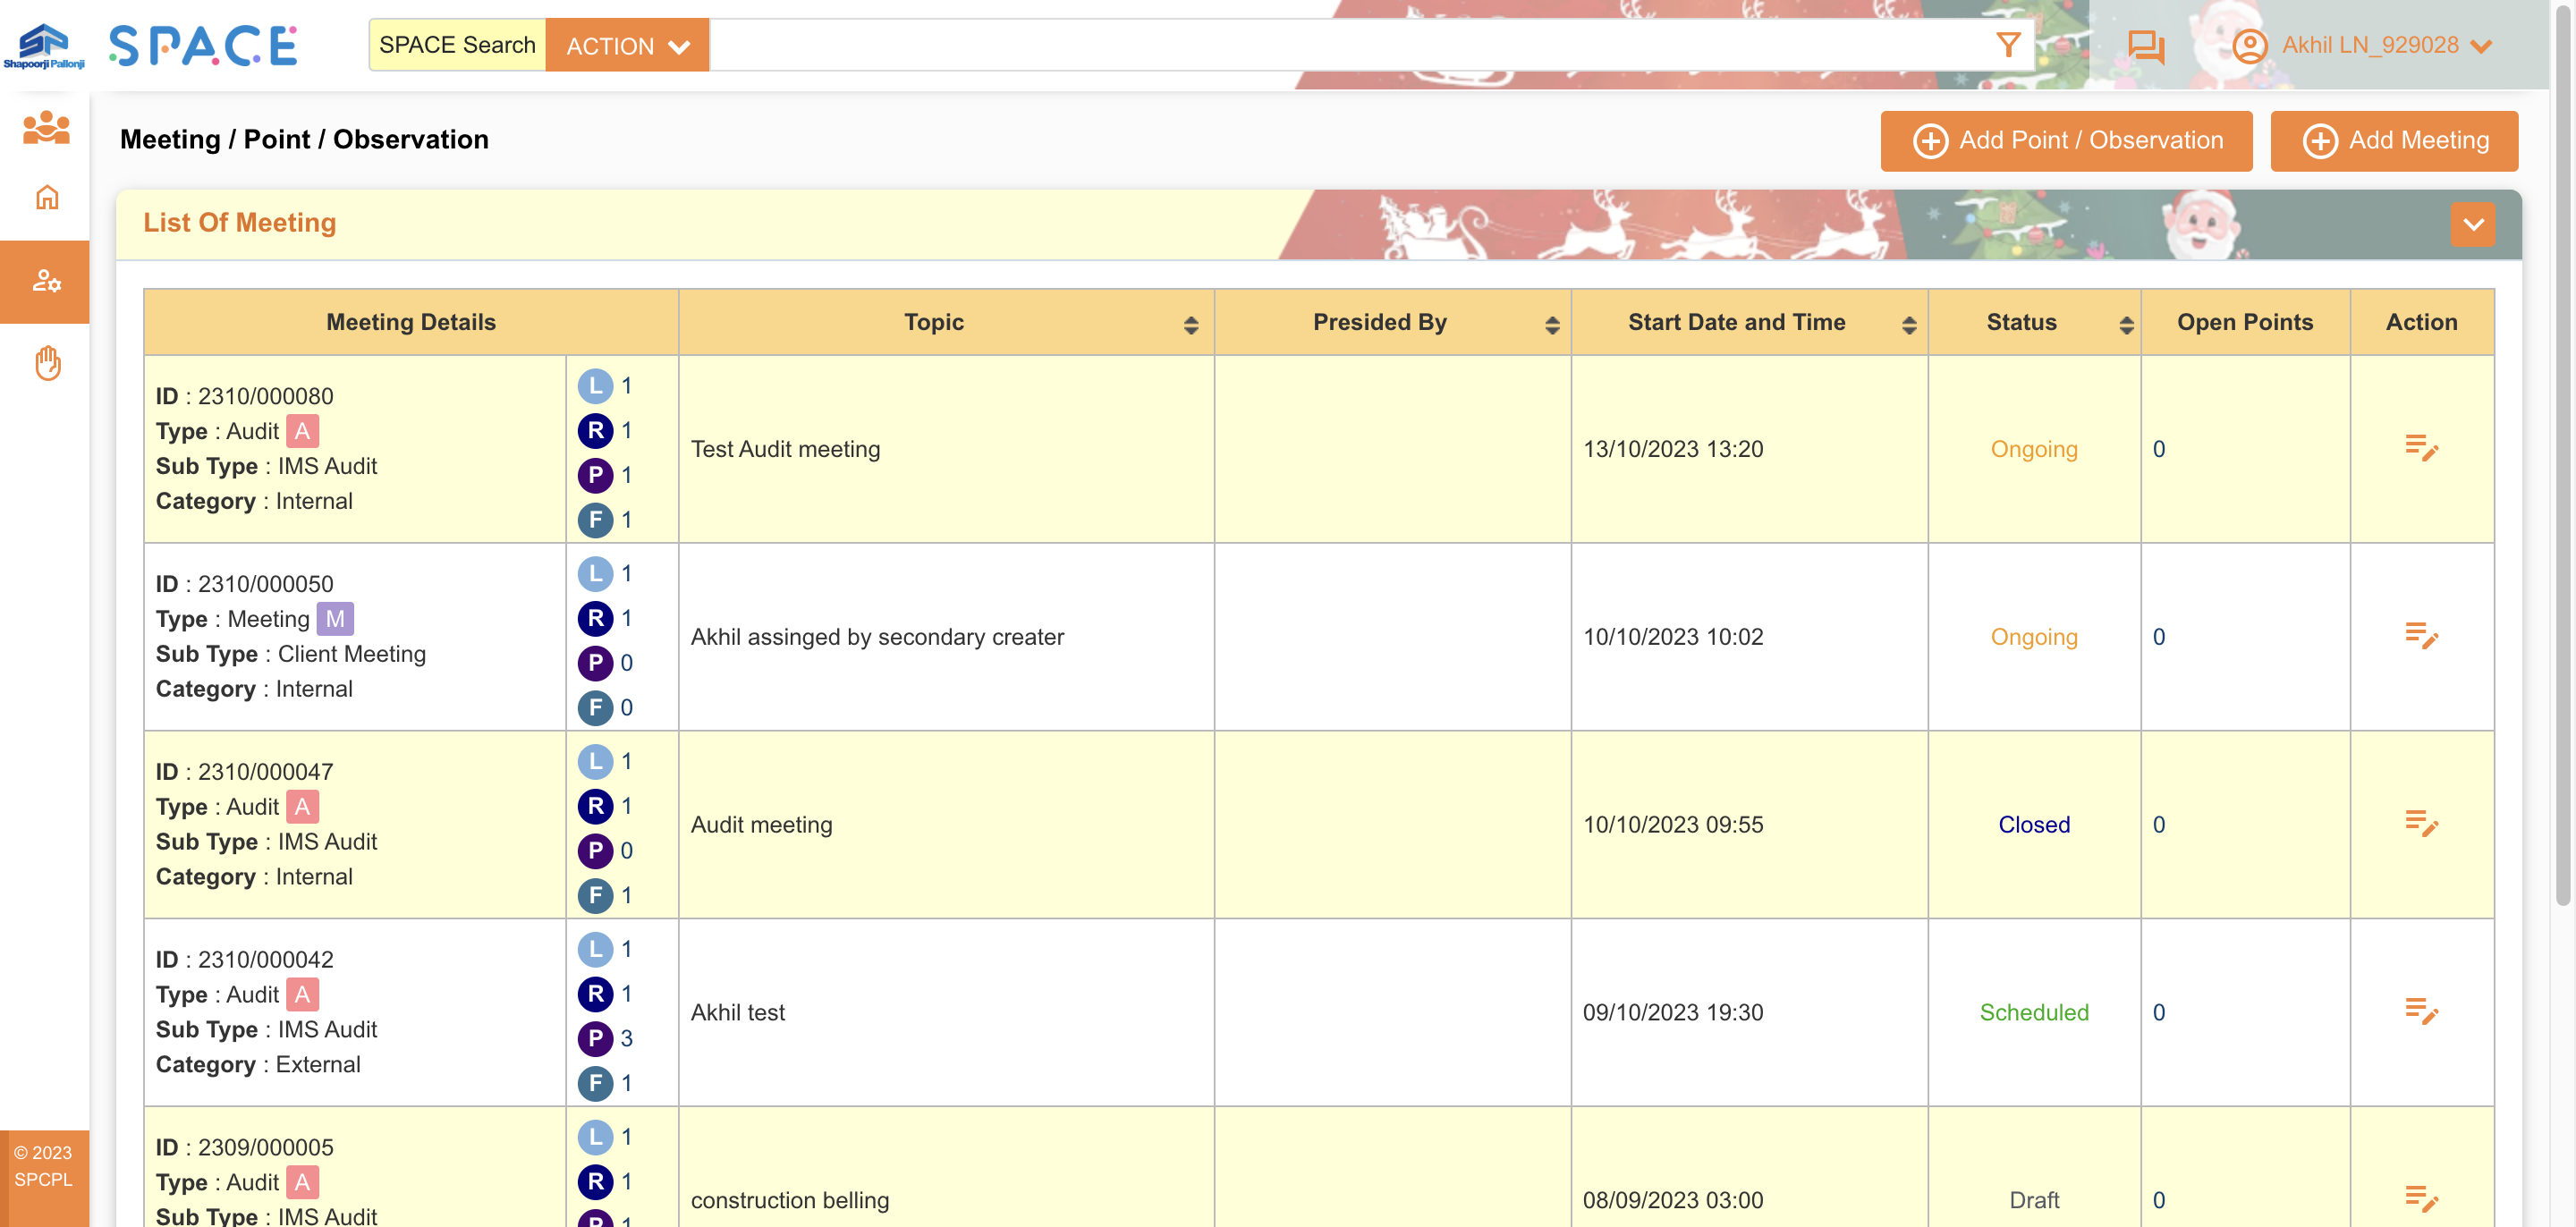 Shapoorji Pallonji
SPACE
SPACE Search
ACTION
Akhil LN_929028
Meeting / Point / Observation
Add Point / Observation
Add Meeting
List Of Meeting
Meeting Details
Topic
Presided By
Start Date and Time
Status
Open Points
Action
ID : 2310/000080
Type : Audit A
Sub Type : IMS Audit
Category : Internal
L 1
R 1
P 1
F 1
Test Audit meeting
13/10/2023 13:20
Ongoing
0
ID : 2310/000050
Type : Meeting M
Sub Type : Client Meeting
Category : Internal
L 1
R 1
P 0
F 0
Akhil assinged by secondary creater
10/10/2023 10:02
Ongoing
0
ID : 2310/000047
Type : Audit A
Sub Type : IMS Audit
Category : Internal
L 1
R 1
P 0
F 1
Audit meeting
10/10/2023 09:55
Closed
0
ID : 2310/000042
Type : Audit A
Sub Type : IMS Audit
Category : External
L 1
R 1
P 3
F 1
Akhil test
09/10/2023 19:30
Scheduled
0
ID : 2309/000005
Type : Audit A
Sub Type : IMS Audit
L 1
R 1
P 1
construction belling
08/09/2023 03:00
Draft
0
© 2023
SPCPL